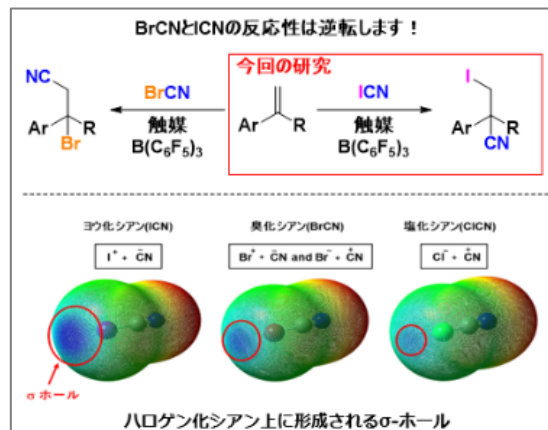 BrCNとICNの反応性は逆転します！
今回の研究
NC
Ar
R
Br
BrCN
触媒
B(C6F5)3
Ar
R
ICN
触媒
B(C6F5)3
I
Ar
R
CN
ヨウ化シアン(ICN)
臭化シアン(BrCN)
塩化シアン(ClCN)
I⁺ + C̄N
Br⁺ + C̄N and Br⁻ + C⁺N
Cl⁻ + C⁺N
σ ホール
ハロゲン化シアン上に形成されるσ-ホール